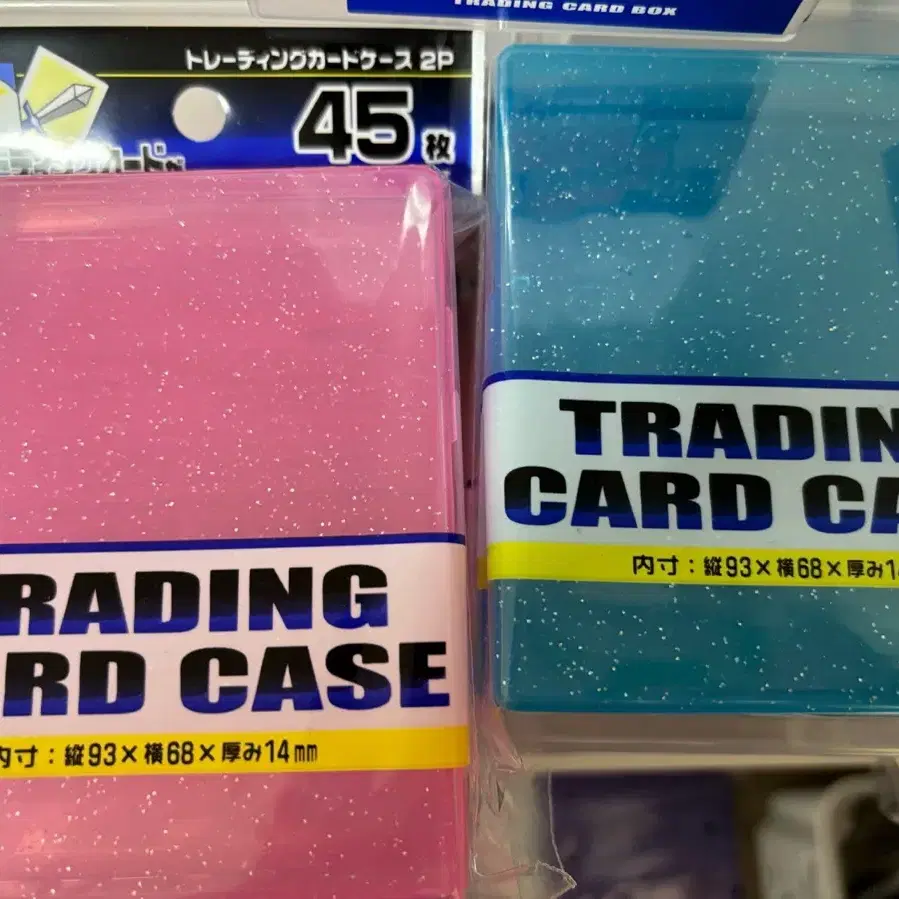 TRADING CARD BOX
トレーディングカードケース 2P
45枚
TRADIN
CARD CA
内寸：縦93×横68×厚み1
RADING
RD CASE
内寸：縦93×横68×厚み14mm